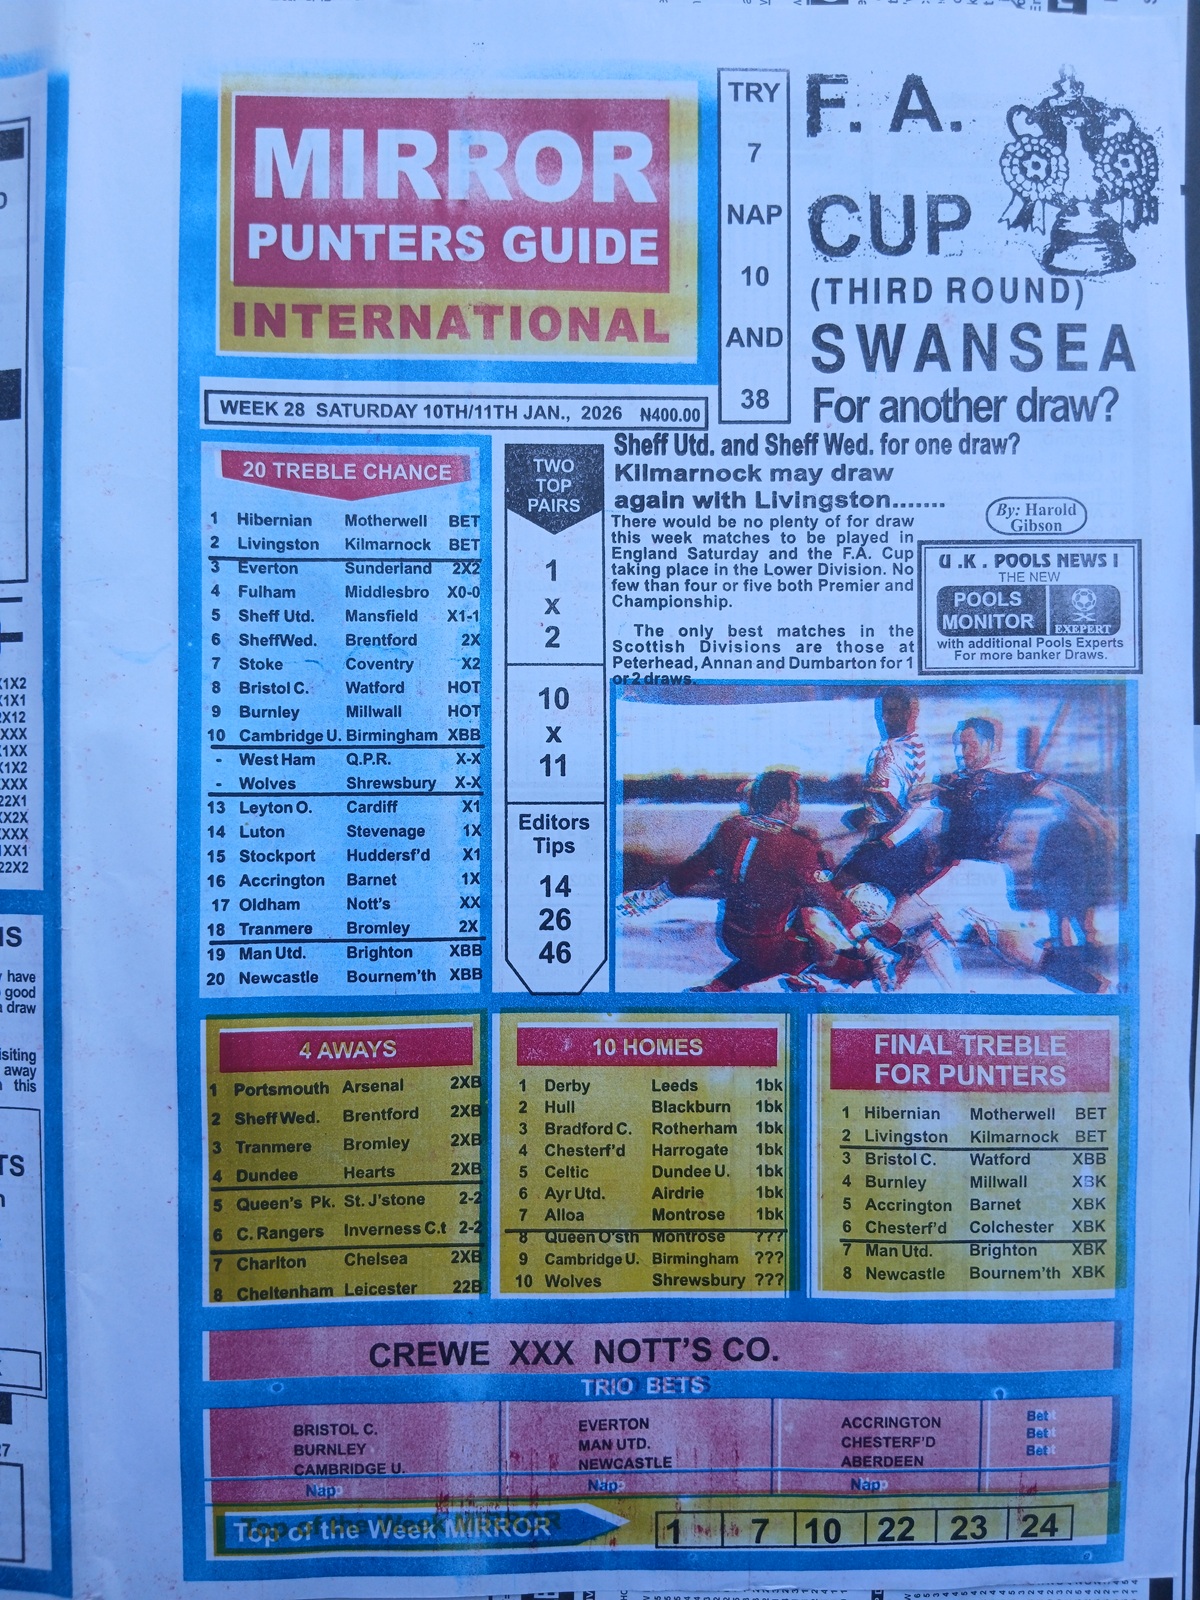 MIRROR
PUNTERS GUIDE
INTERNATIONAL
TRY
7
NAP
10
AND
38
F. A.
CUP
(THIRD ROUND)
SWANSEA
For another draw?
WEEK 28 SATURDAY 10TH/11TH JAN., 2026 N400.00
Sheff Utd. and Sheff Wed. for one draw?
Kilmarnock may draw
again with Livingston.......
By: Harold
Gibson
There would be no plenty of for draw
this week matches to be played in
England Saturday and the F.A. Cup
taking place in the Lower Division. No
few than four or five both Premier and
Championship.
The only best matches in the
Scottish Divisions are those at
Peterhead, Annan and Dumbarton for 1
or 2 draws.
U.K. POOLS NEWS !
THE NEW
POOLS
MONITOR
EXEPERT
with additional Pools Experts
For more banker Draws.
20 TREBLE CHANCE
1 Hibernian Motherwell BET
2 Livingston Kilmarnock BET
3 Everton Sunderland 2X2
4 Fulham Middlesbro X0-0
5 Sheff Utd. Mansfield X1-1
6 SheffWed. Brentford 2X
7 Stoke Coventry X2
8 Bristol C. Watford HOT
9 Burnley Millwall HOT
10 Cambridge U. Birmingham XBB
- West Ham Q.P.R. X-X
- Wolves Shrewsbury X-X
13 Leyton O. Cardiff X1
14 Luton Stevenage 1X
15 Stockport Huddersf'd X1
16 Accrington Barnet 1X
17 Oldham Nott's XX
18 Tranmere Bromley 2X
19 Man Utd. Brighton XBB
20 Newcastle Bournem'th XBB
TWO
TOP
PAIRS
1
x
2
10
x
11
Editors
Tips
14
26
46
4 AWAYS
1 Portsmouth Arsenal 2XB
2 Sheff Wed. Brentford 2XB
3 Tranmere Bromley 2XB
4 Dundee Hearts 2XB
5 Queen's Pk. St. J'stone 2-2
6 C. Rangers Inverness C.t 2-2
7 Charlton Chelsea 2XB
8 Cheltenham Leicester 22B
10 HOMES
1 Derby Leeds 1bk
2 Hull Blackburn 1bk
3 Bradford C. Rotherham 1bk
4 Chesterf'd Harrogate 1bk
5 Celtic Dundee U. 1bk
6 Ayr Utd. Airdrie 1bk
7 Alloa Montrose 1bk
8 Queen O'sth Montrose ???
9 Cambridge U. Birmingham ???
10 Wolves Shrewsbury ???
FINAL TREBLE
FOR PUNTERS
1 Hibernian Motherwell BET
2 Livingston Kilmarnock BET
3 Bristol C. Watford XBB
4 Burnley Millwall XBK
5 Accrington Barnet XBK
6 Chesterf'd Colchester XBK
7 Man Utd. Brighton XBK
8 Newcastle Bournem'th XBK
CREWE XXX NOTT'S CO.
TRIO BETS
BRISTOL C.
BURNLEY
CAMBRIDGE U.
Nap
EVERTON
MAN UTD.
NEWCASTLE
Nap
ACCRINGTON
CHESTERF'D
ABERDEEN
Nap
Bet
Bet
Bet
Top of the Week MIRROR
1 7 10 22 23 24